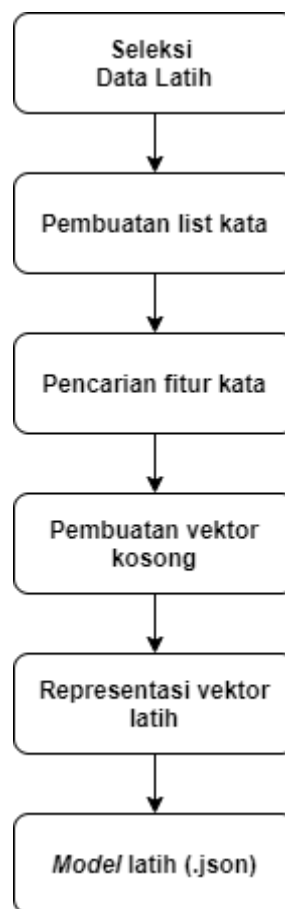 Seleksi
Data Latih
Pembuatan list kata
Pencarian fitur kata
Pembuatan vektor
kosong
Representasi vektor
latih
Model latih (.json)